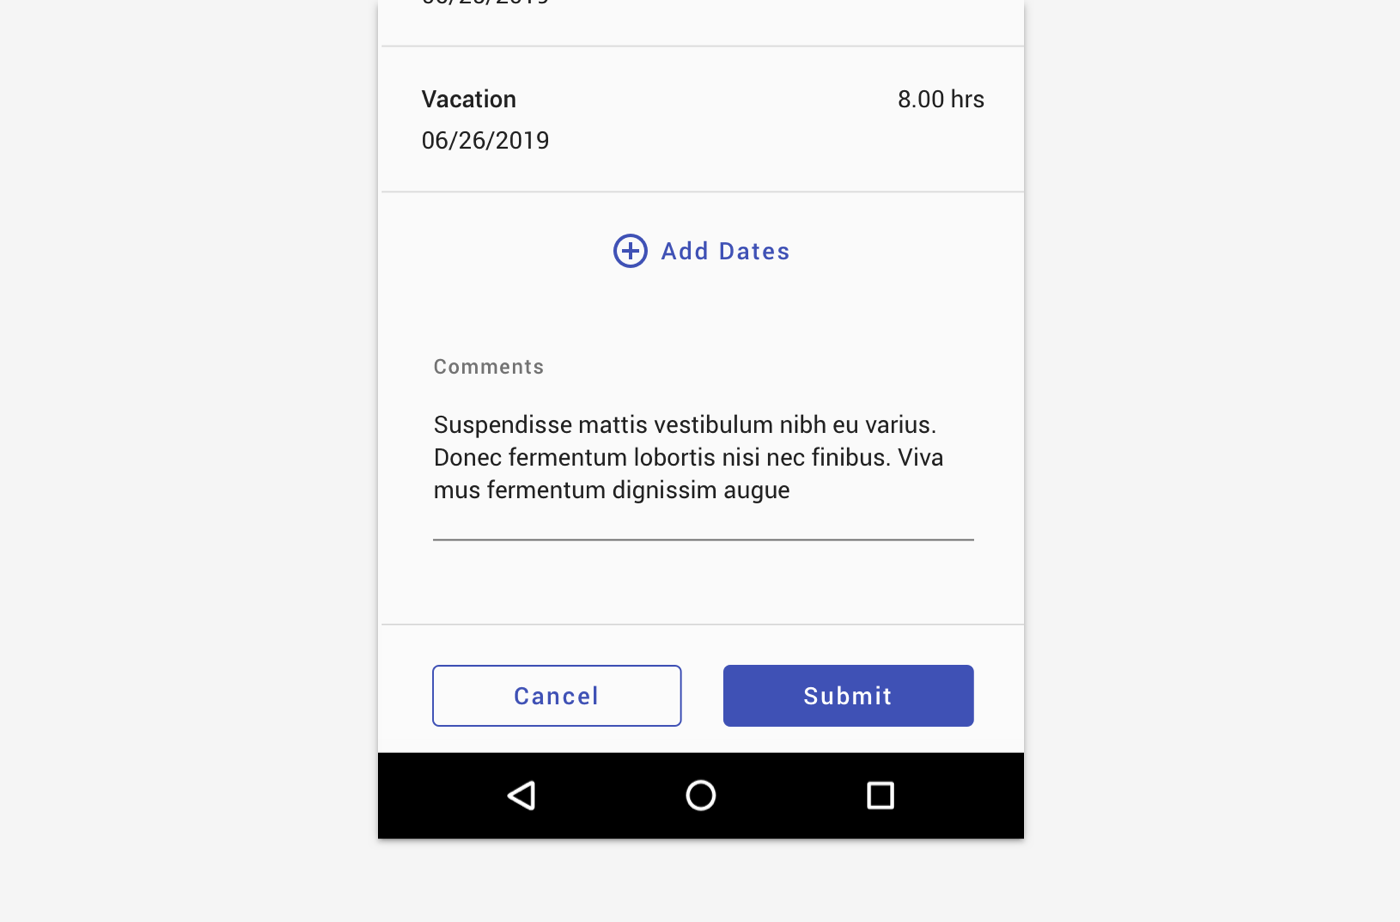 Vacation
8.00 hrs
06/26/2019
Add Dates
Comments
Suspendisse mattis vestibulum nibh eu varius.
Donec fermentum lobortis nisi nec finibus. Viva
mus fermentum dignissim augue
Cancel
Submit